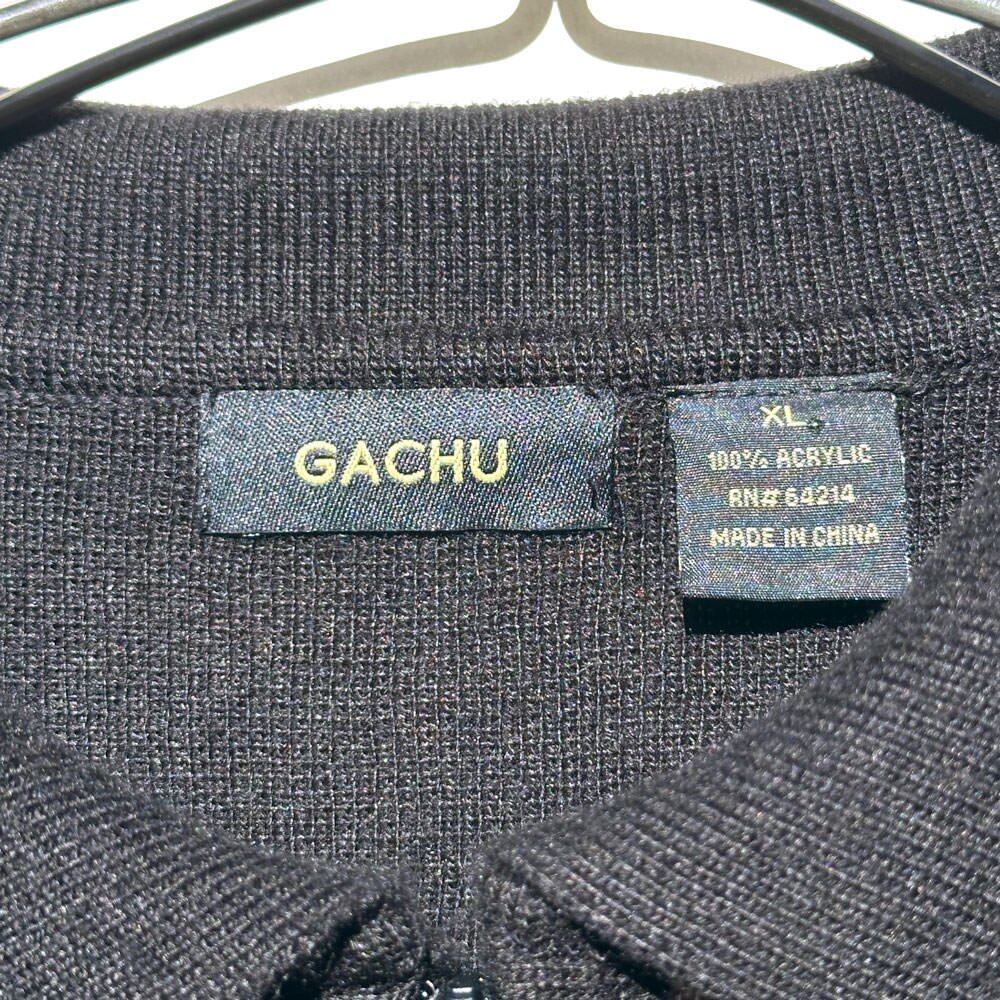 GACHU
XL
100% ACRYLIC
RN# 64214
MADE IN CHINA